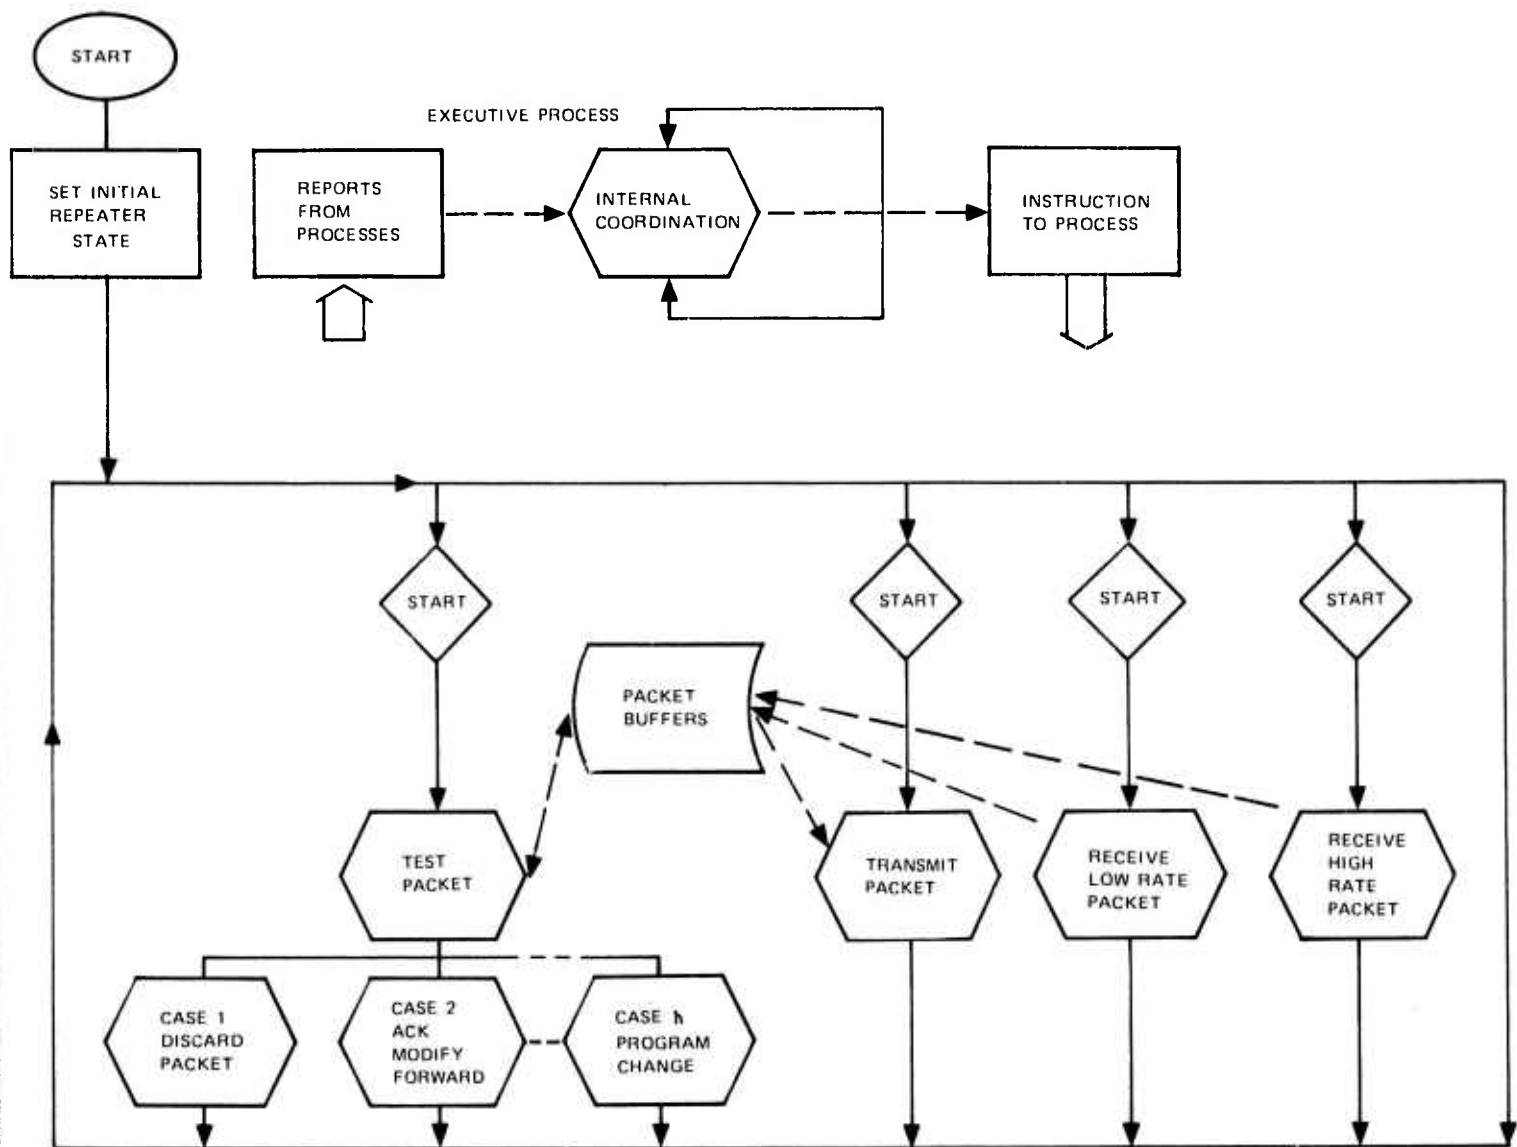 START
EXECUTIVE PROCESS
SET INITIAL
REPEATER
STATE
REPORTS
FROM
PROCESSES
INTERNAL
COORDINATION
INSTRUCTION
TO PROCESS
START
START
START
START
PACKET
BUFFERS
TEST
PACKET
TRANSMIT
PACKET
RECEIVE
LOW RATE
PACKET
RECEIVE
HIGH
RATE
PACKET
CASE 1
DISCARD
PACKET
CASE 2
ACK
MODIFY
FORWARD
CASE ħ
PROGRAM
CHANGE